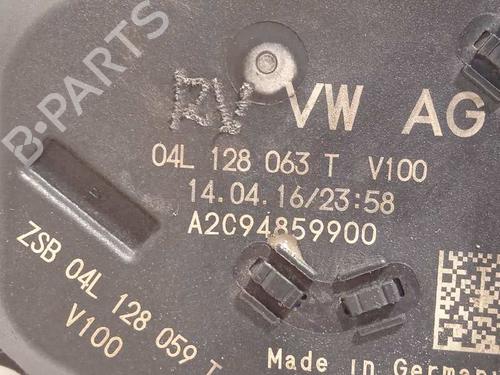 B-PARTS
RV VW AG
04L 128 063 T V100
14.04.16/23:58
A2C94859900
ZSB 04L 128 059 T
V100
Made in Germany